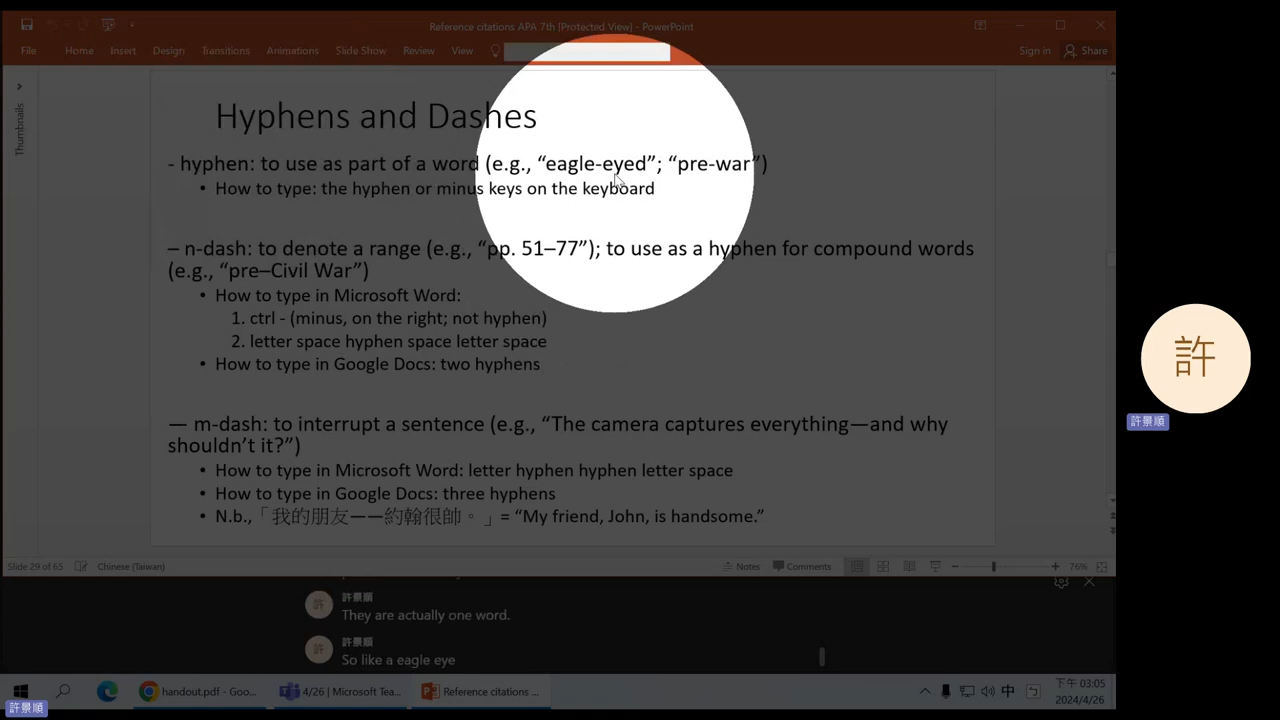 Reference citations APA 7th [Protected View] - PowerPoint
File Home Insert Design Transitions Animations Slide Show Review View Sign in Share
Thumbnails
Hyphens and Dashes
- hyphen: to use as part of a word (e.g., “eagle-eyed”; “pre-war”)
• How to type: the hyphen or minus keys on the keyboard
– n-dash: to denote a range (e.g., “pp. 51–77”); to use as a hyphen for compound words
(e.g., “pre–Civil War”)
• How to type in Microsoft Word:
1. ctrl - (minus, on the right; not hyphen)
2. letter space hyphen space letter space
• How to type in Google Docs: two hyphens
— m-dash: to interrupt a sentence (e.g., “The camera captures everything—and why
shouldn’t it?”)
• How to type in Microsoft Word: letter hyphen hyphen letter space
• How to type in Google Docs: three hyphens
• N.b.,「我的朋友——約翰很帥。」= “My friend, John, is handsome.”
許
許景順
Slide 29 of 65 Chinese (Taiwan) Notes Comments 76%
許 許景順
They are actually one word.
許 許景順
So like a eagle eye
handout.pdf - Goo... 4/26 | Microsoft Tea... Reference citations ... 中 下午 03:05
2024/4/26
許景順